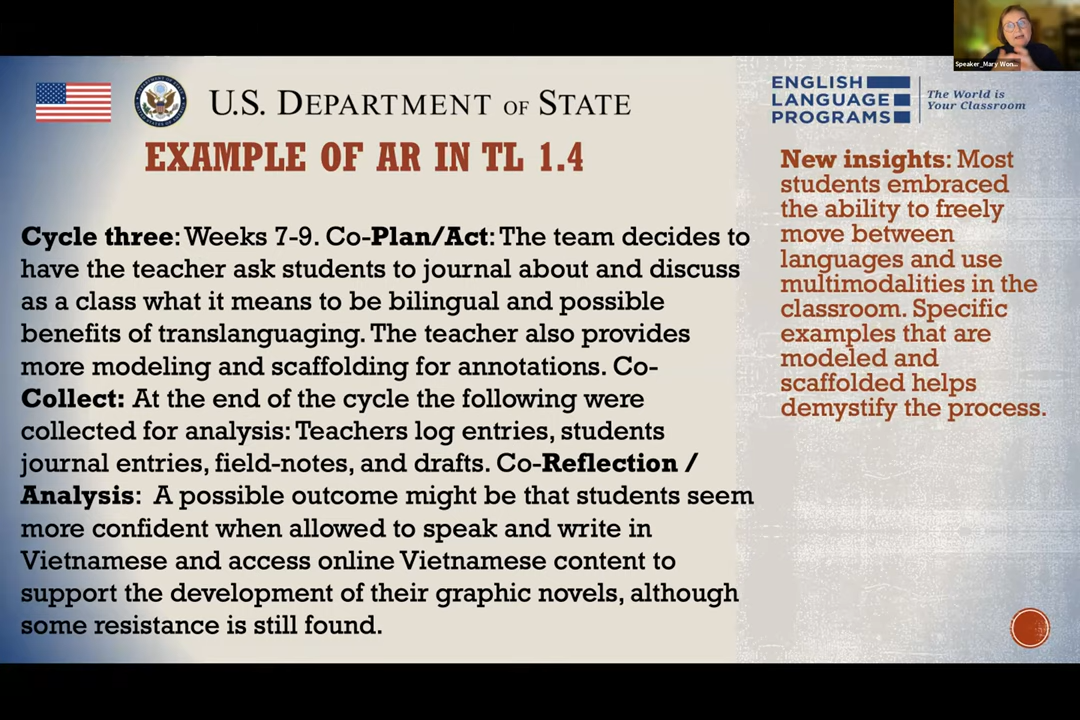 Speaker_Mary Won...
U.S. DEPARTMENT OF STATE
ENGLISH
LANGUAGE
PROGRAMS
The World is
Your Classroom
EXAMPLE OF AR IN TL 1.4
Cycle three: Weeks 7-9. Co-Plan/Act: The team decides to
have the teacher ask students to journal about and discuss
as a class what it means to be bilingual and possible
benefits of translanguaging. The teacher also provides
more modeling and scaffolding for annotations. Co-
Collect: At the end of the cycle the following were
collected for analysis: Teachers log entries, students
journal entries, field-notes, and drafts. Co-Reflection /
Analysis: A possible outcome might be that students seem
more confident when allowed to speak and write in
Vietnamese and access online Vietnamese content to
support the development of their graphic novels, although
some resistance is still found.
New insights: Most
students embraced
the ability to freely
move between
languages and use
multimodalities in the
classroom. Specific
examples that are
modeled and
scaffolded helps
demystify the process.